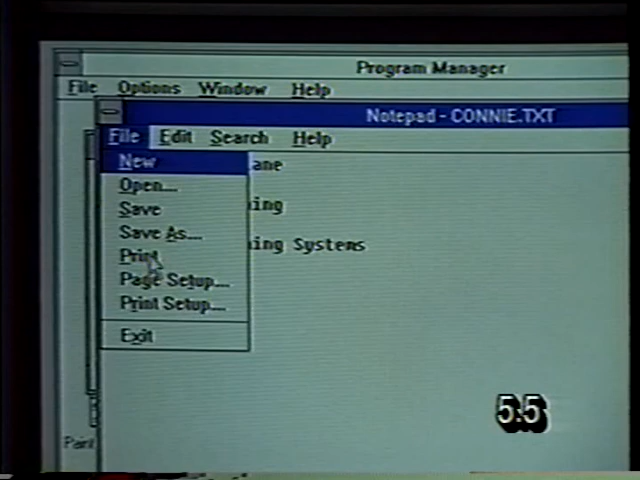 Program Manager
File Options Window Help
Notepad - CONNIE.TXT
File Edit Search Help
New
ane
Open...
Save
ing
Save As...
ing Systems
Print
Page Setup...
Print Setup...
Exit
5.5
Paint